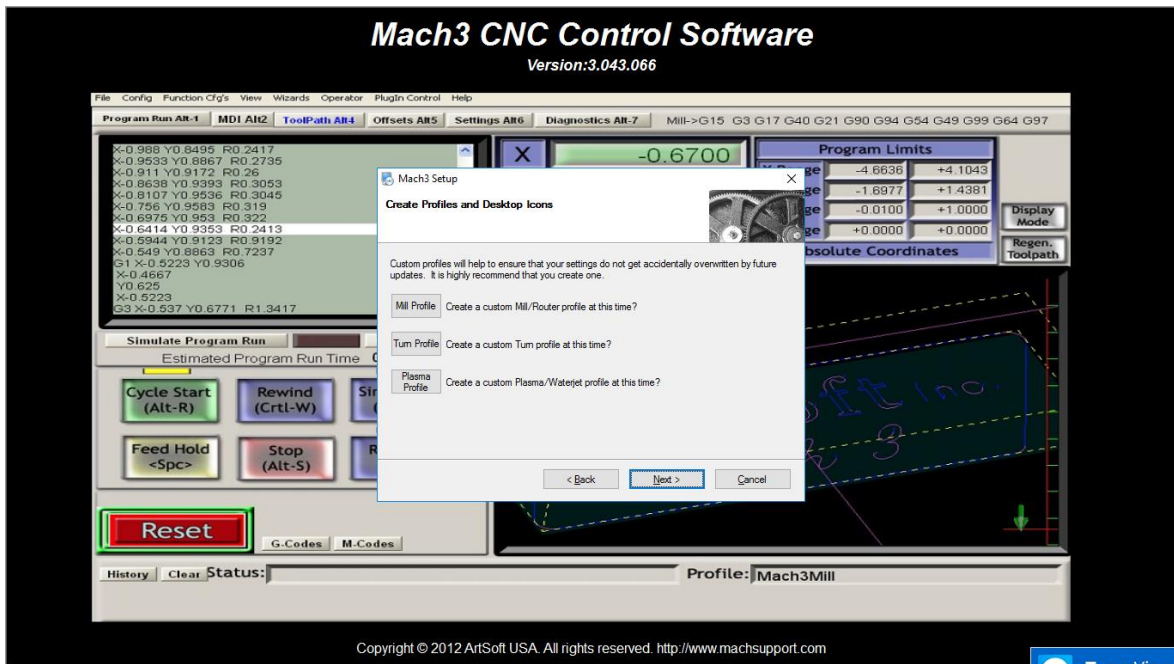 Mach3 CNC Control Software
Version:3.043.066
File Config Function Cfg's View Wizards Operator PlugIn Control Help
Program Run Alt-1 MDI Alt2 ToolPath Alt4 Offsets Alt5 Settings Alt6 Diagnostics Alt-7 Mill->G15 G3 G17 G40 G21 G90 G94 G54 G49 G99 G64 G97
X-0.988 Y0.8495 R0.2417
X-0.9533 Y0.8867 R0.2735
X-0.911 Y0.9172 R0.26
X-0.8638 Y0.9393 R0.3053
X-0.8107 Y0.9536 R0.3045
X-0.756 Y0.9583 R0.319
X-0.6975 Y0.953 R0.322
X-0.6414 Y0.9353 R0.2413
X-0.5944 Y0.9123 R0.9192
X-0.549 Y0.8863 R0.7237
G1 X-0.5223 Y0.9306
X-0.4667
Y0.625
X-0.5223
G3 X-0.537 Y0.6771 R1.3417
X -0.6700
Program Limits
-4.6636 +4.1043
-1.6977 +1.4381
-0.0100 +1.0000
+0.0000 +0.0000
Coordinates
Display
Mode
Regen.
Toolpath
Mach3 Setup
Create Profiles and Desktop Icons
Custom profiles will help to ensure that your settings do not get accidentally overwritten by future
updates. It is highly recommend that you create one.
Mill Profile Create a custom Mill/Router profile at this time?
Turn Profile Create a custom Turn profile at this time?
Plasma
Profile Create a custom Plasma/Waterjet profile at this time?
< Back Next > Cancel
Simulate Program Run
Estimated Program Run Time
Cycle Start
(Alt-R)
Rewind
(Crtl-W)
Feed Hold
<Spc>
Stop
(Alt-S)
Inc.
3
Reset
G-Codes M-Codes
History Clear Status: Profile: Mach3Mill
Copyright © 2012 ArtSoft USA. All rights reserved. http://www.machsupport.com